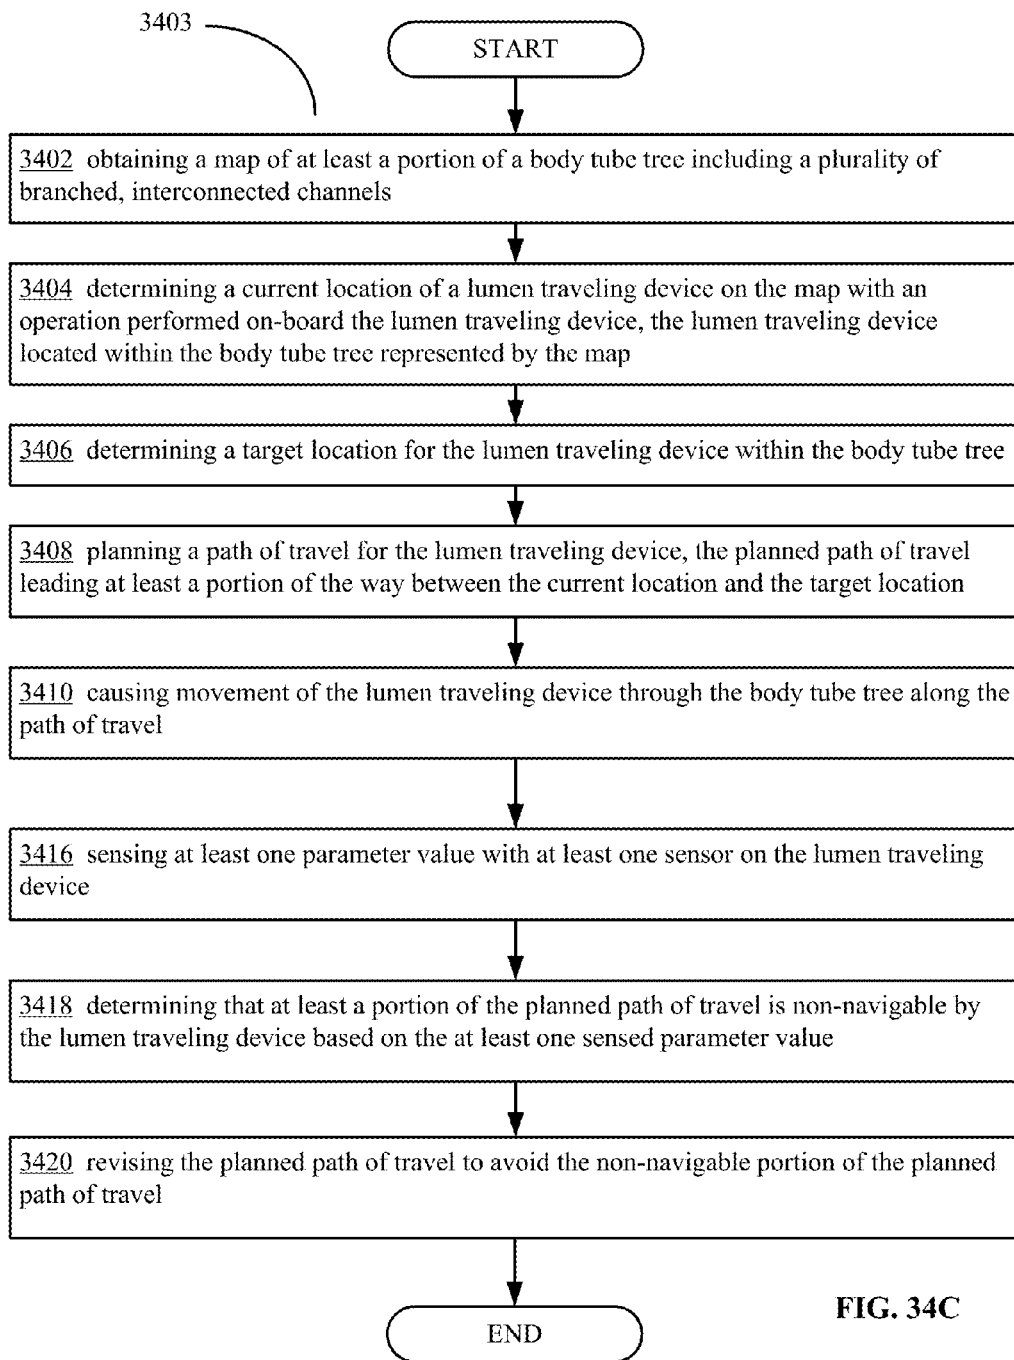 3403
START
3402 obtaining a map of at least a portion of a body tube tree including a plurality of
branched, interconnected channels
3404 determining a current location of a lumen traveling device on the map with an
operation performed on-board the lumen traveling device, the lumen traveling device
located within the body tube tree represented by the map
3406 determining a target location for the lumen traveling device within the body tube tree
3408 planning a path of travel for the lumen traveling device, the planned path of travel
leading at least a portion of the way between the current location and the target location
3410 causing movement of the lumen traveling device through the body tube tree along the
path of travel
3416 sensing at least one parameter value with at least one sensor on the lumen traveling
device
3418 determining that at least a portion of the planned path of travel is non-navigable by
the lumen traveling device based on the at least one sensed parameter value
3420 revising the planned path of travel to avoid the non-navigable portion of the planned
path of travel
END
FIG. 34C